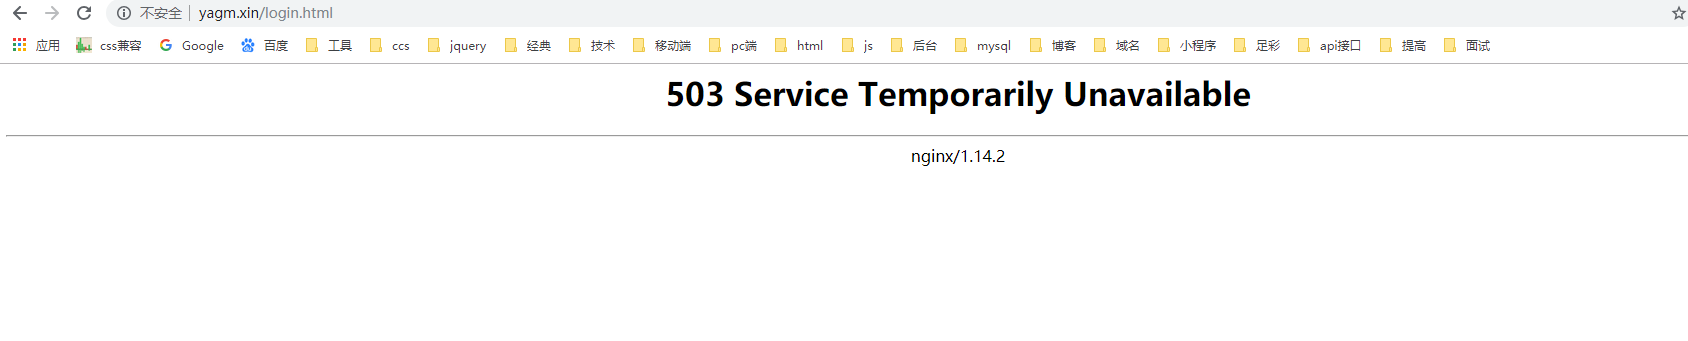 不安全 yagm.xin/login.html
应用 css兼容 Google 百度 工具 ccs jquery 经典 技术 移动端 pc端 html js 后台 mysql 博客 域名 小程序 足彩 api接口 提高 面试
503 Service Temporarily Unavailable
nginx/1.14.2